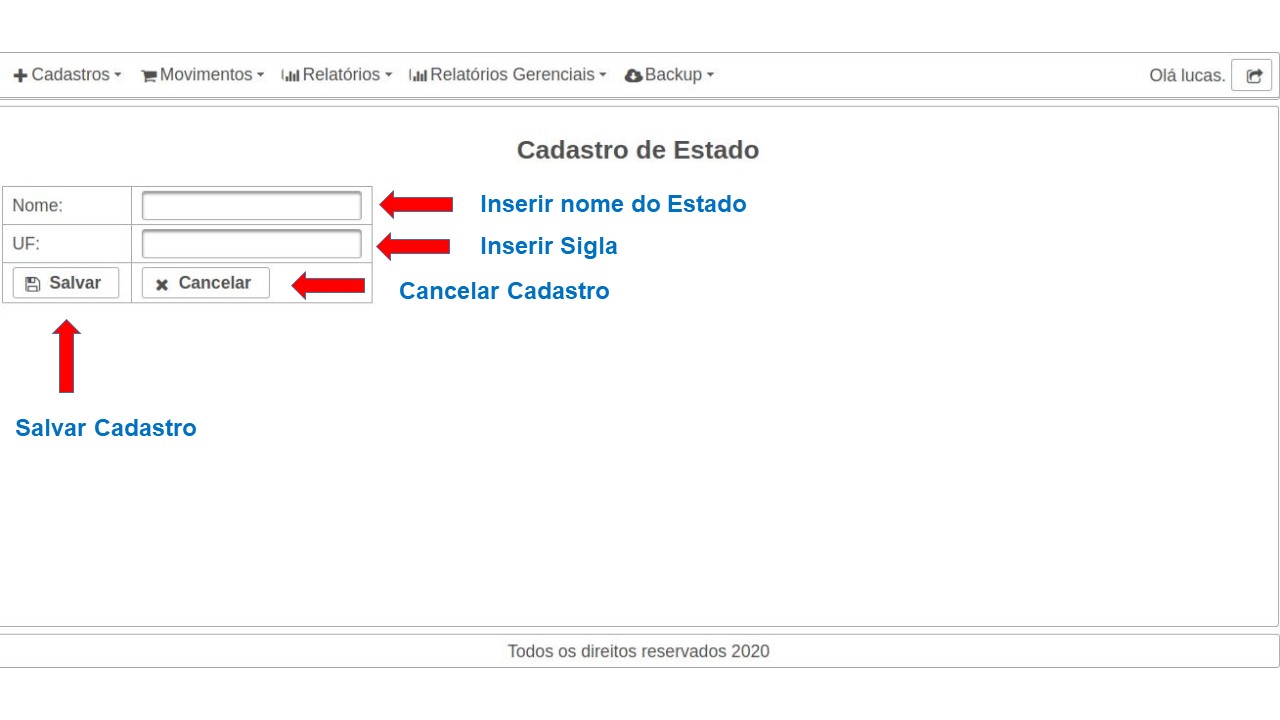 Cadastros Movimentos Relatórios Relatórios Gerenciais Backup Olá lucas.
Cadastro de Estado
Nome: Inserir nome do Estado
UF: Inserir Sigla
Salvar Cancelar Cancelar Cadastro
Salvar Cadastro
Todos os direitos reservados 2020